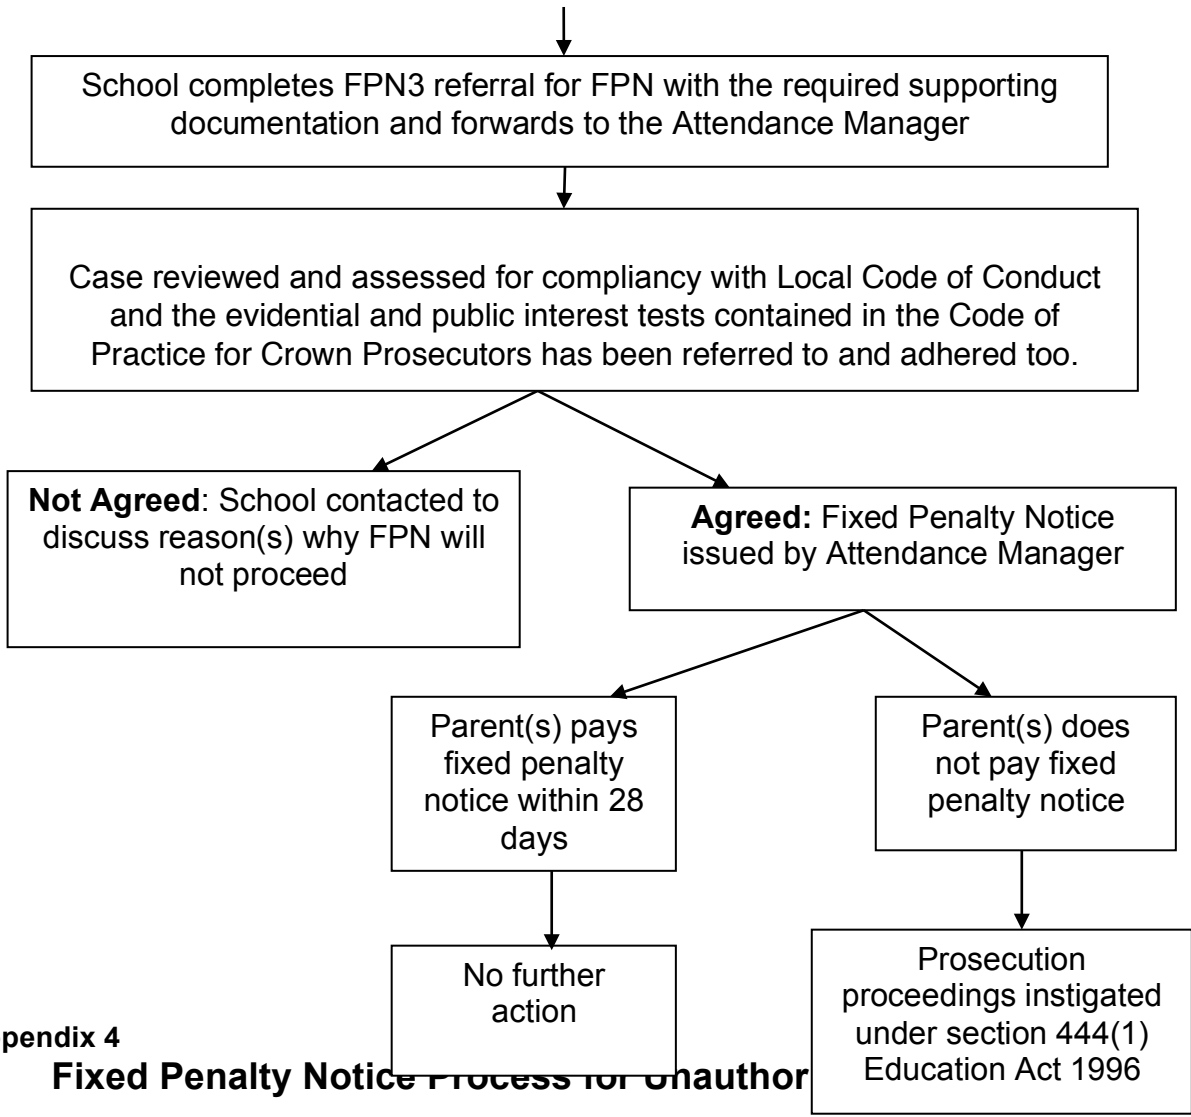 School completes FPN3 referral for FPN with the required supporting
documentation and forwards to the Attendance Manager
Case reviewed and assessed for compliancy with Local Code of Conduct
and the evidential and public interest tests contained in the Code of
Practice for Crown Prosecutors has been referred to and adhered too.
Not Agreed: School contacted to
discuss reason(s) why FPN will
not proceed
Agreed: Fixed Penalty Notice
issued by Attendance Manager
Parent(s) pays
fixed penalty
notice within 28
days
Parent(s) does
not pay fixed
penalty notice
No further
action
Prosecution
proceedings instigated
under section 444(1)
Education Act 1996
pendix 4
Fixed Penalty Notice Process for Unauthor